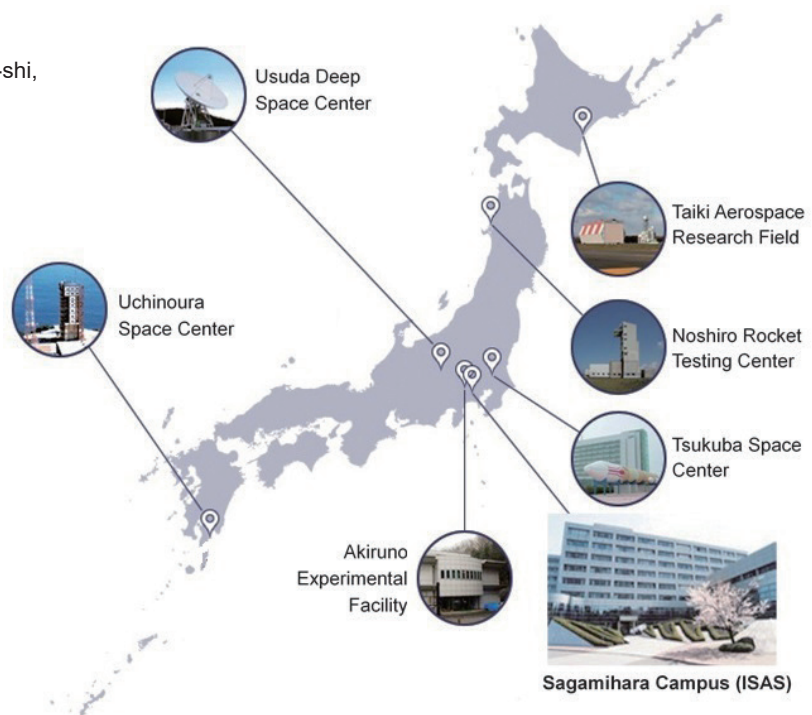 -shi,
Usuda Deep
Space Center
Taiki Aerospace
Research Field
Uchinoura
Space Center
Noshiro Rocket
Testing Center
Tsukuba Space
Center
Akiruno
Experimental
Facility
Sagamihara Campus (ISAS)